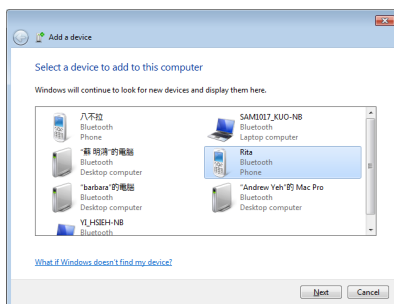 Add a device
Select a device to add to this computer
Windows will continue to look for new devices and display them here.
八不拉
Bluetooth
Phone
SAM1017_KUO-NB
Bluetooth
Laptop computer
"蘇 明鴻"的電腦
Bluetooth
Desktop computer
Rita
Bluetooth
Phone
"barbara"的電腦
Bluetooth
Desktop computer
"Andrew Yeh"的 Mac Pro
Bluetooth
Desktop computer
YI_HSIEH-NB
Bluetooth
What if Windows doesn't find my device?
Next
Cancel